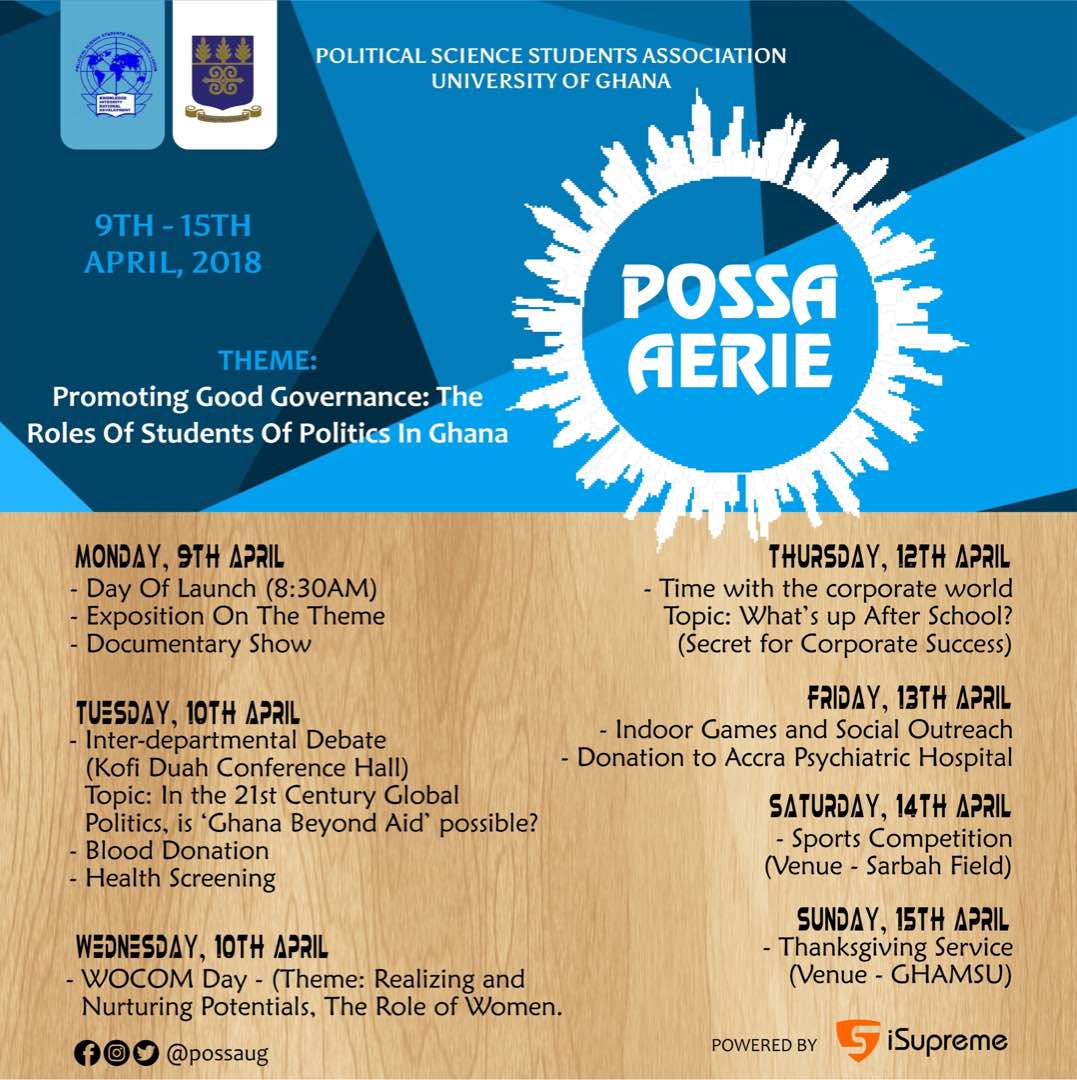 POLITICAL SCIENCE STUDENTS ASSOCIATION
UNIVERSITY OF GHANA
KNOWLEDGE
INTEGRITY
NATIONAL
DEVELOPMENT
9TH - 15TH
APRIL, 2018
THEME:
Promoting Good Governance: The
Roles Of Students Of Politics In Ghana
POSSA
AERIE
MONDAY, 9TH APRIL
- Day Of Launch (8:30AM)
- Exposition On The Theme
- Documentary Show
TUESDAY, 10TH APRIL
- Inter-departmental Debate
(Kofi Duah Conference Hall)
Topic: In the 21st Century Global
Politics, is ‘Ghana Beyond Aid’ possible?
- Blood Donation
- Health Screening
WEDNESDAY, 10TH APRIL
- WOCOM Day - (Theme: Realizing and
Nurturing Potentials, The Role of Women.
@possaug
THURSDAY, 12TH APRIL
- Time with the corporate world
Topic: What’s up After School?
(Secret for Corporate Success)
FRIDAY, 13TH APRIL
- Indoor Games and Social Outreach
- Donation to Accra Psychiatric Hospital
SATURDAY, 14TH APRIL
- Sports Competition
(Venue - Sarbah Field)
SUNDAY, 15TH APRIL
- Thanksgiving Service
(Venue - GHAMSU)
POWERED BY iSupreme